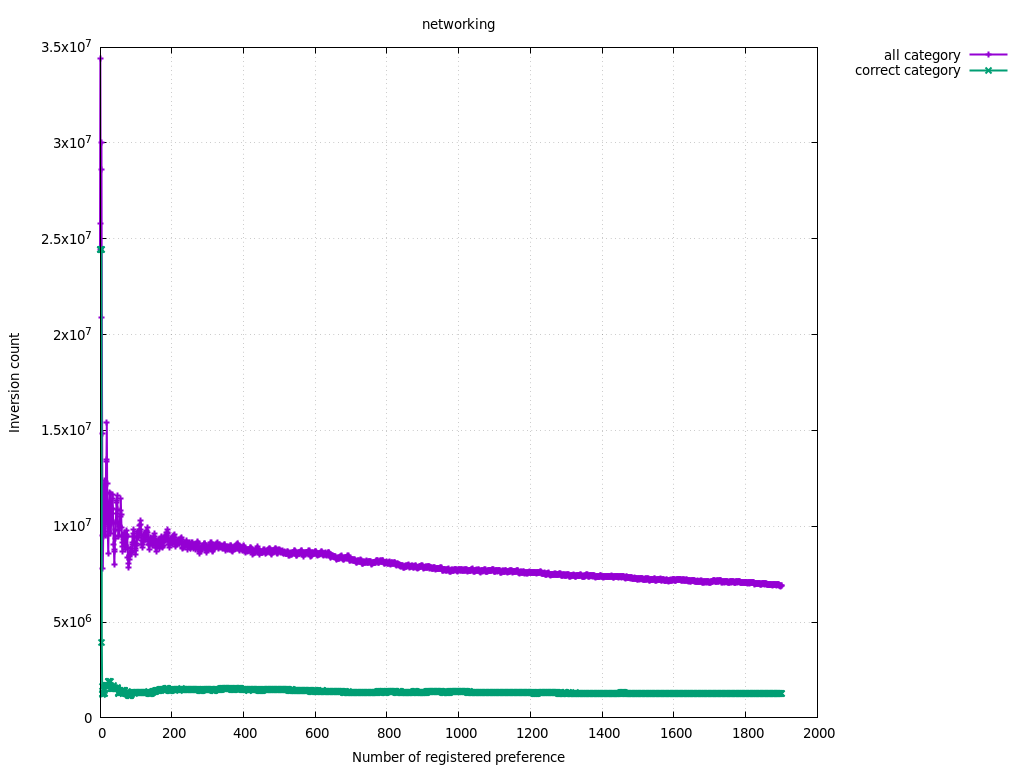 networking
all category
correct category
3.5x10^7
3x10^7
2.5x10^7
2x10^7
1.5x10^7
1x10^7
5x10^6
0
Inversion count
0 200 400 600 800 1000 1200 1400 1600 1800 2000
Number of registered preference